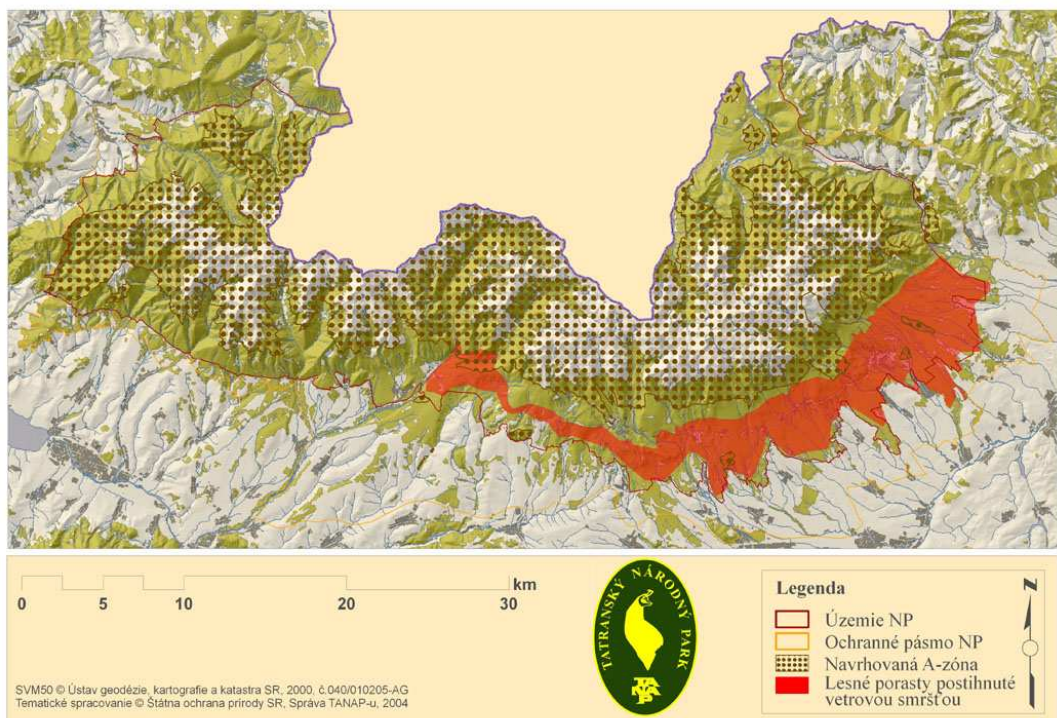 0 5 10 20 30 km
SVM50 © Ústav geodézie, kartografie a katastra SR, 2000, č.040/010205-AG
Tematické spracovanie © Štátna ochrana prírody SR, Správa TANAP-u, 2004
TATRANSKÝ NÁRODNÝ PARK
Legenda
Územie NP
Ochranné pásmo NP
Navrhovaná A-zóna
Lesné porasty postihnuté
vetrovou smršťou